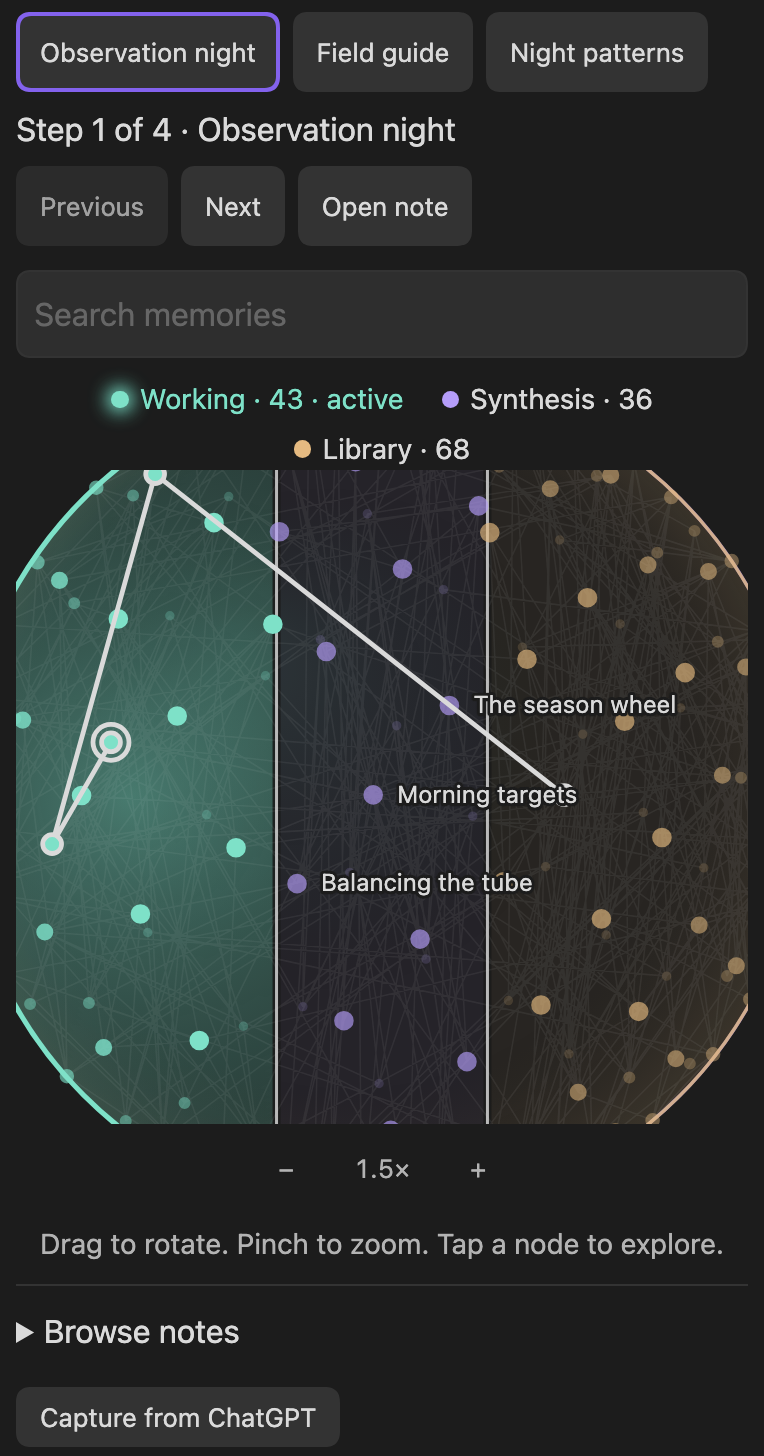 Observation night
Field guide
Night patterns
Step 1 of 4 · Observation night
Previous
Next
Open note
Search memories
Working · 43 · active
Synthesis · 36
Library · 68
The season wheel
Morning targets
Balancing the tube
− 1.5× +
Drag to rotate. Pinch to zoom. Tap a node to explore.
▶ Browse notes
Capture from ChatGPT